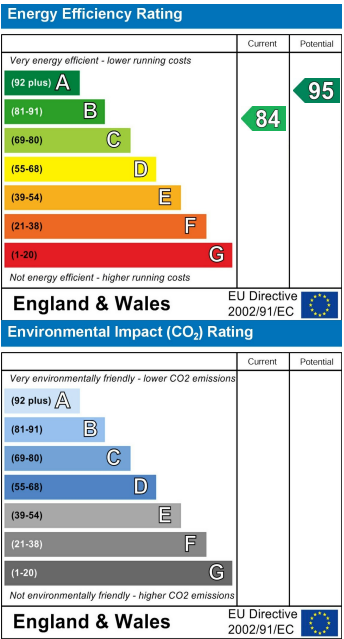 Energy Efficiency Rating
Current Potential
Very energy efficient - lower running costs
(92 plus) A
95
(81-91) B
84
(69-80) C
(55-68) D
(39-54) E
(21-38) F
(1-20) G
Not energy efficient - higher running costs
England & Wales
EU Directive
2002/91/EC
Environmental Impact (CO₂) Rating
Current Potential
Very environmentally friendly - lower CO2 emissions
(92 plus) A
(81-91) B
(69-80) C
(55-68) D
(39-54) E
(21-38) F
(1-20) G
Not environmentally friendly - higher CO2 emissions
England & Wales
EU Directive
2002/91/EC